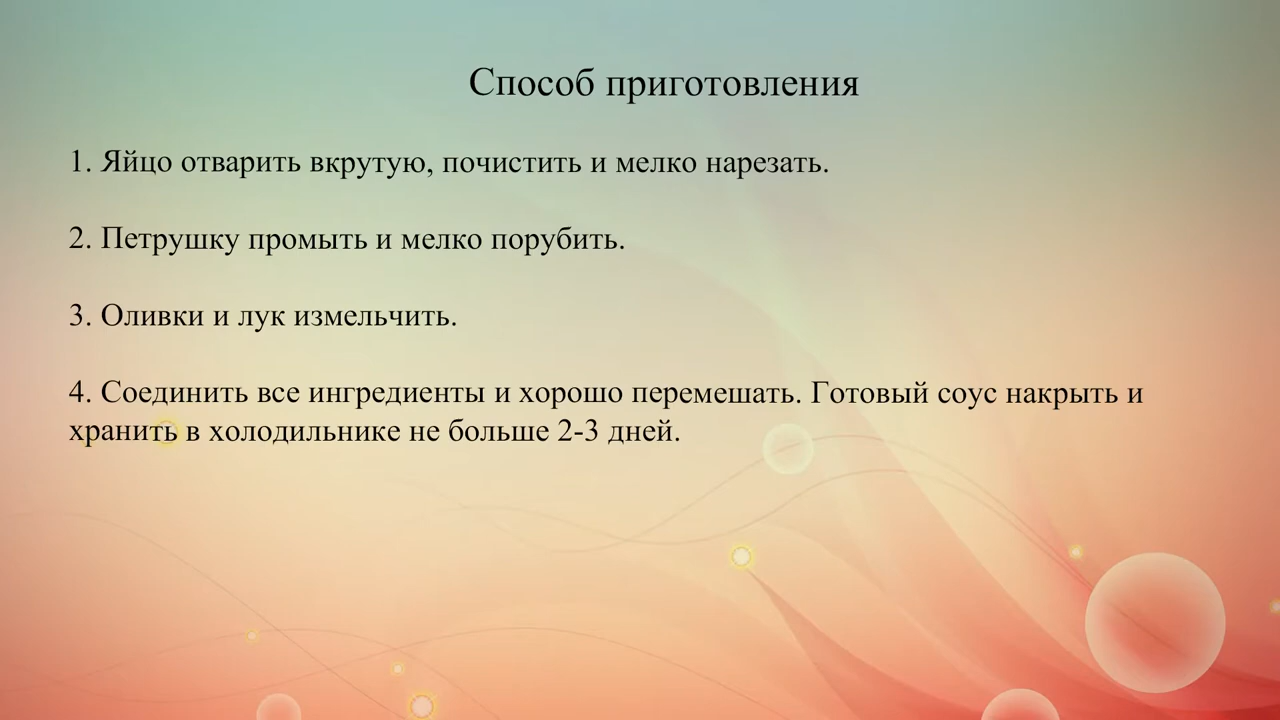 Способ приготовления
1. Яйцо отварить вкрутую, почистить и мелко нарезать.
2. Петрушку промыть и мелко порубить.
3. Оливки и лук измельчить.
4. Соединить все ингредиенты и хорошо перемешать. Готовый соус накрыть и
хранить в холодильнике не больше 2-3 дней.